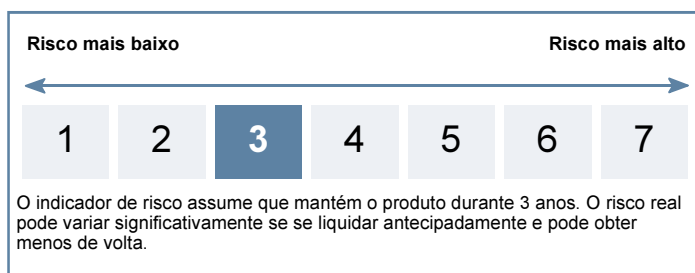 Risco mais baixo Risco mais alto
1 2 3 4 5 6 7
O indicador de risco assume que mantém o produto durante 3 anos. O risco real
pode variar significativamente se se liquidar antecipadamente e pode obter
menos de volta.